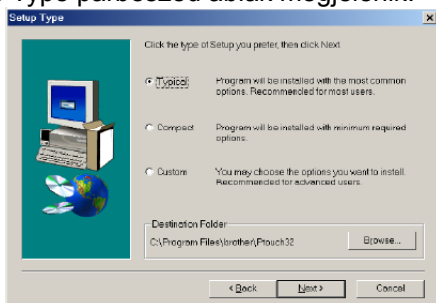 Type párbeszéd ablak megjelenik.
Setup Type
Click the type of Setup you prefer, then click Next
Typical
Program will be installed with the most common
options. Recommended for most users.
Compact
Program will be installed with minimum required
options.
Custom
You may choose the options you want to install.
Recommended for advanced users.
Destination Folder
C:\Program Files\brother\Ptouch32
Browse...
< Back
Next >
Cancel